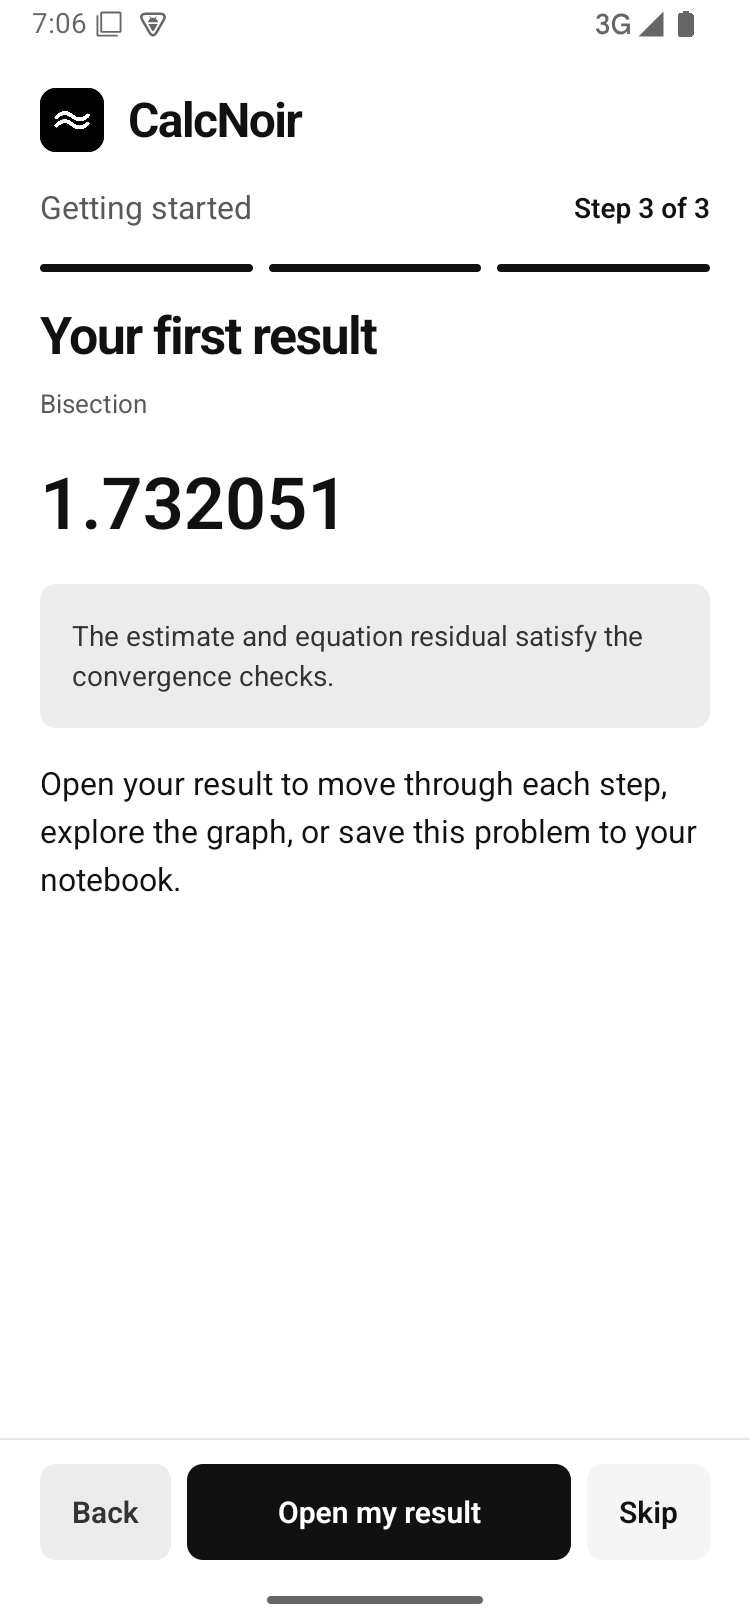 7:06
3G
CalcNoir
Getting started
Step 3 of 3
Your first result
Bisection
1.732051
The estimate and equation residual satisfy the
convergence checks.
Open your result to move through each step,
explore the graph, or save this problem to your
notebook.
Back
Open my result
Skip